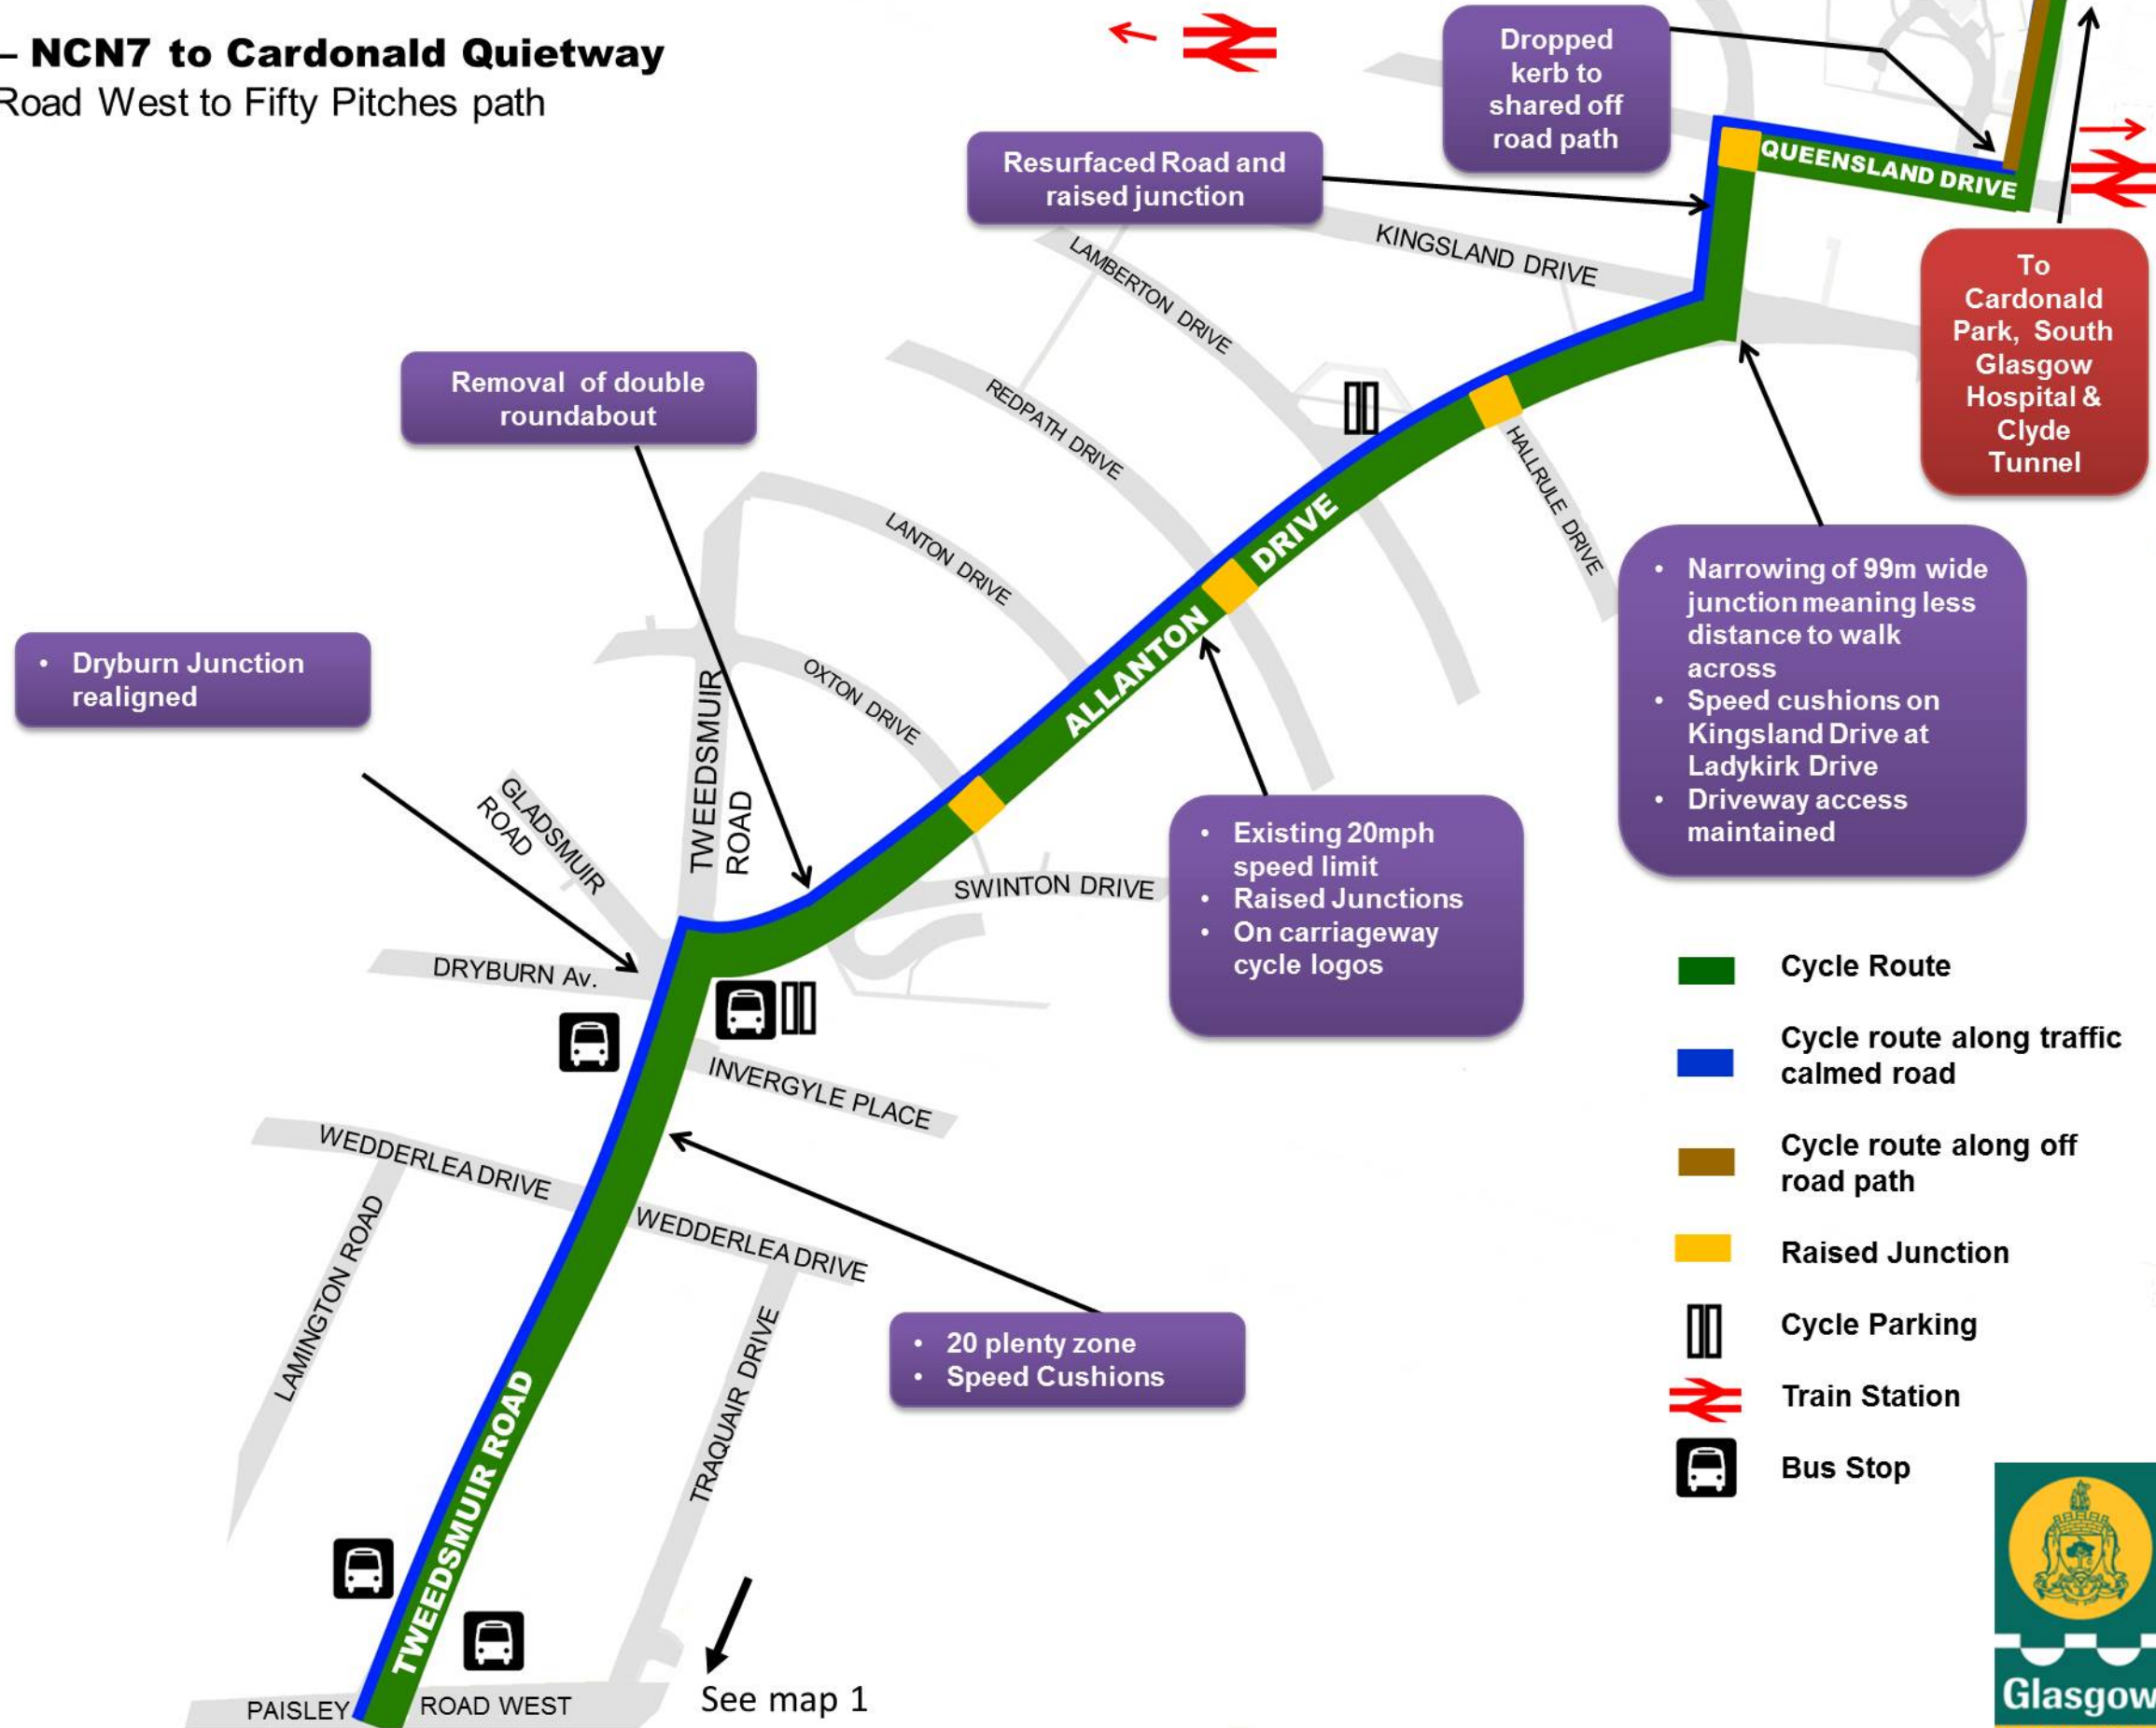 – NCN7 to Cardonald Quietway
Road West to Fifty Pitches path
Dropped
kerb to
shared off
road path
Resurfaced Road and
raised junction
QUEENSLAND DRIVE
KINGSLAND DRIVE
LAMBERTON DRIVE
To
Cardonald
Park, South
Glasgow
Hospital &
Clyde
Tunnel
Removal of double
roundabout
REDPATH DRIVE
HALLRULE DRIVE
LANTON DRIVE
ALLANTON DRIVE
• Narrowing of 99m wide
junction meaning less
distance to walk
across
• Speed cushions on
Kingsland Drive at
Ladykirk Drive
• Driveway access
maintained
• Dryburn Junction
realigned
OXTON DRIVE
TWEEDSMUIR
ROAD
GLADSMUIR
ROAD
• Existing 20mph
speed limit
• Raised Junctions
• On carriageway
cycle logos
SWINTON DRIVE
DRYBURN Av.
INVERGYLE PLACE
WEDDERLEA DRIVE
WEDDERLEA DRIVE
LAMINGTON ROAD
TRAQUAIR DRIVE
• 20 plenty zone
• Speed Cushions
TWEEDSMUIR ROAD
PAISLEY ROAD WEST
See map 1
Cycle Route
Cycle route along traffic
calmed road
Cycle route along off
road path
Raised Junction
Cycle Parking
Train Station
Bus Stop
Glasgow